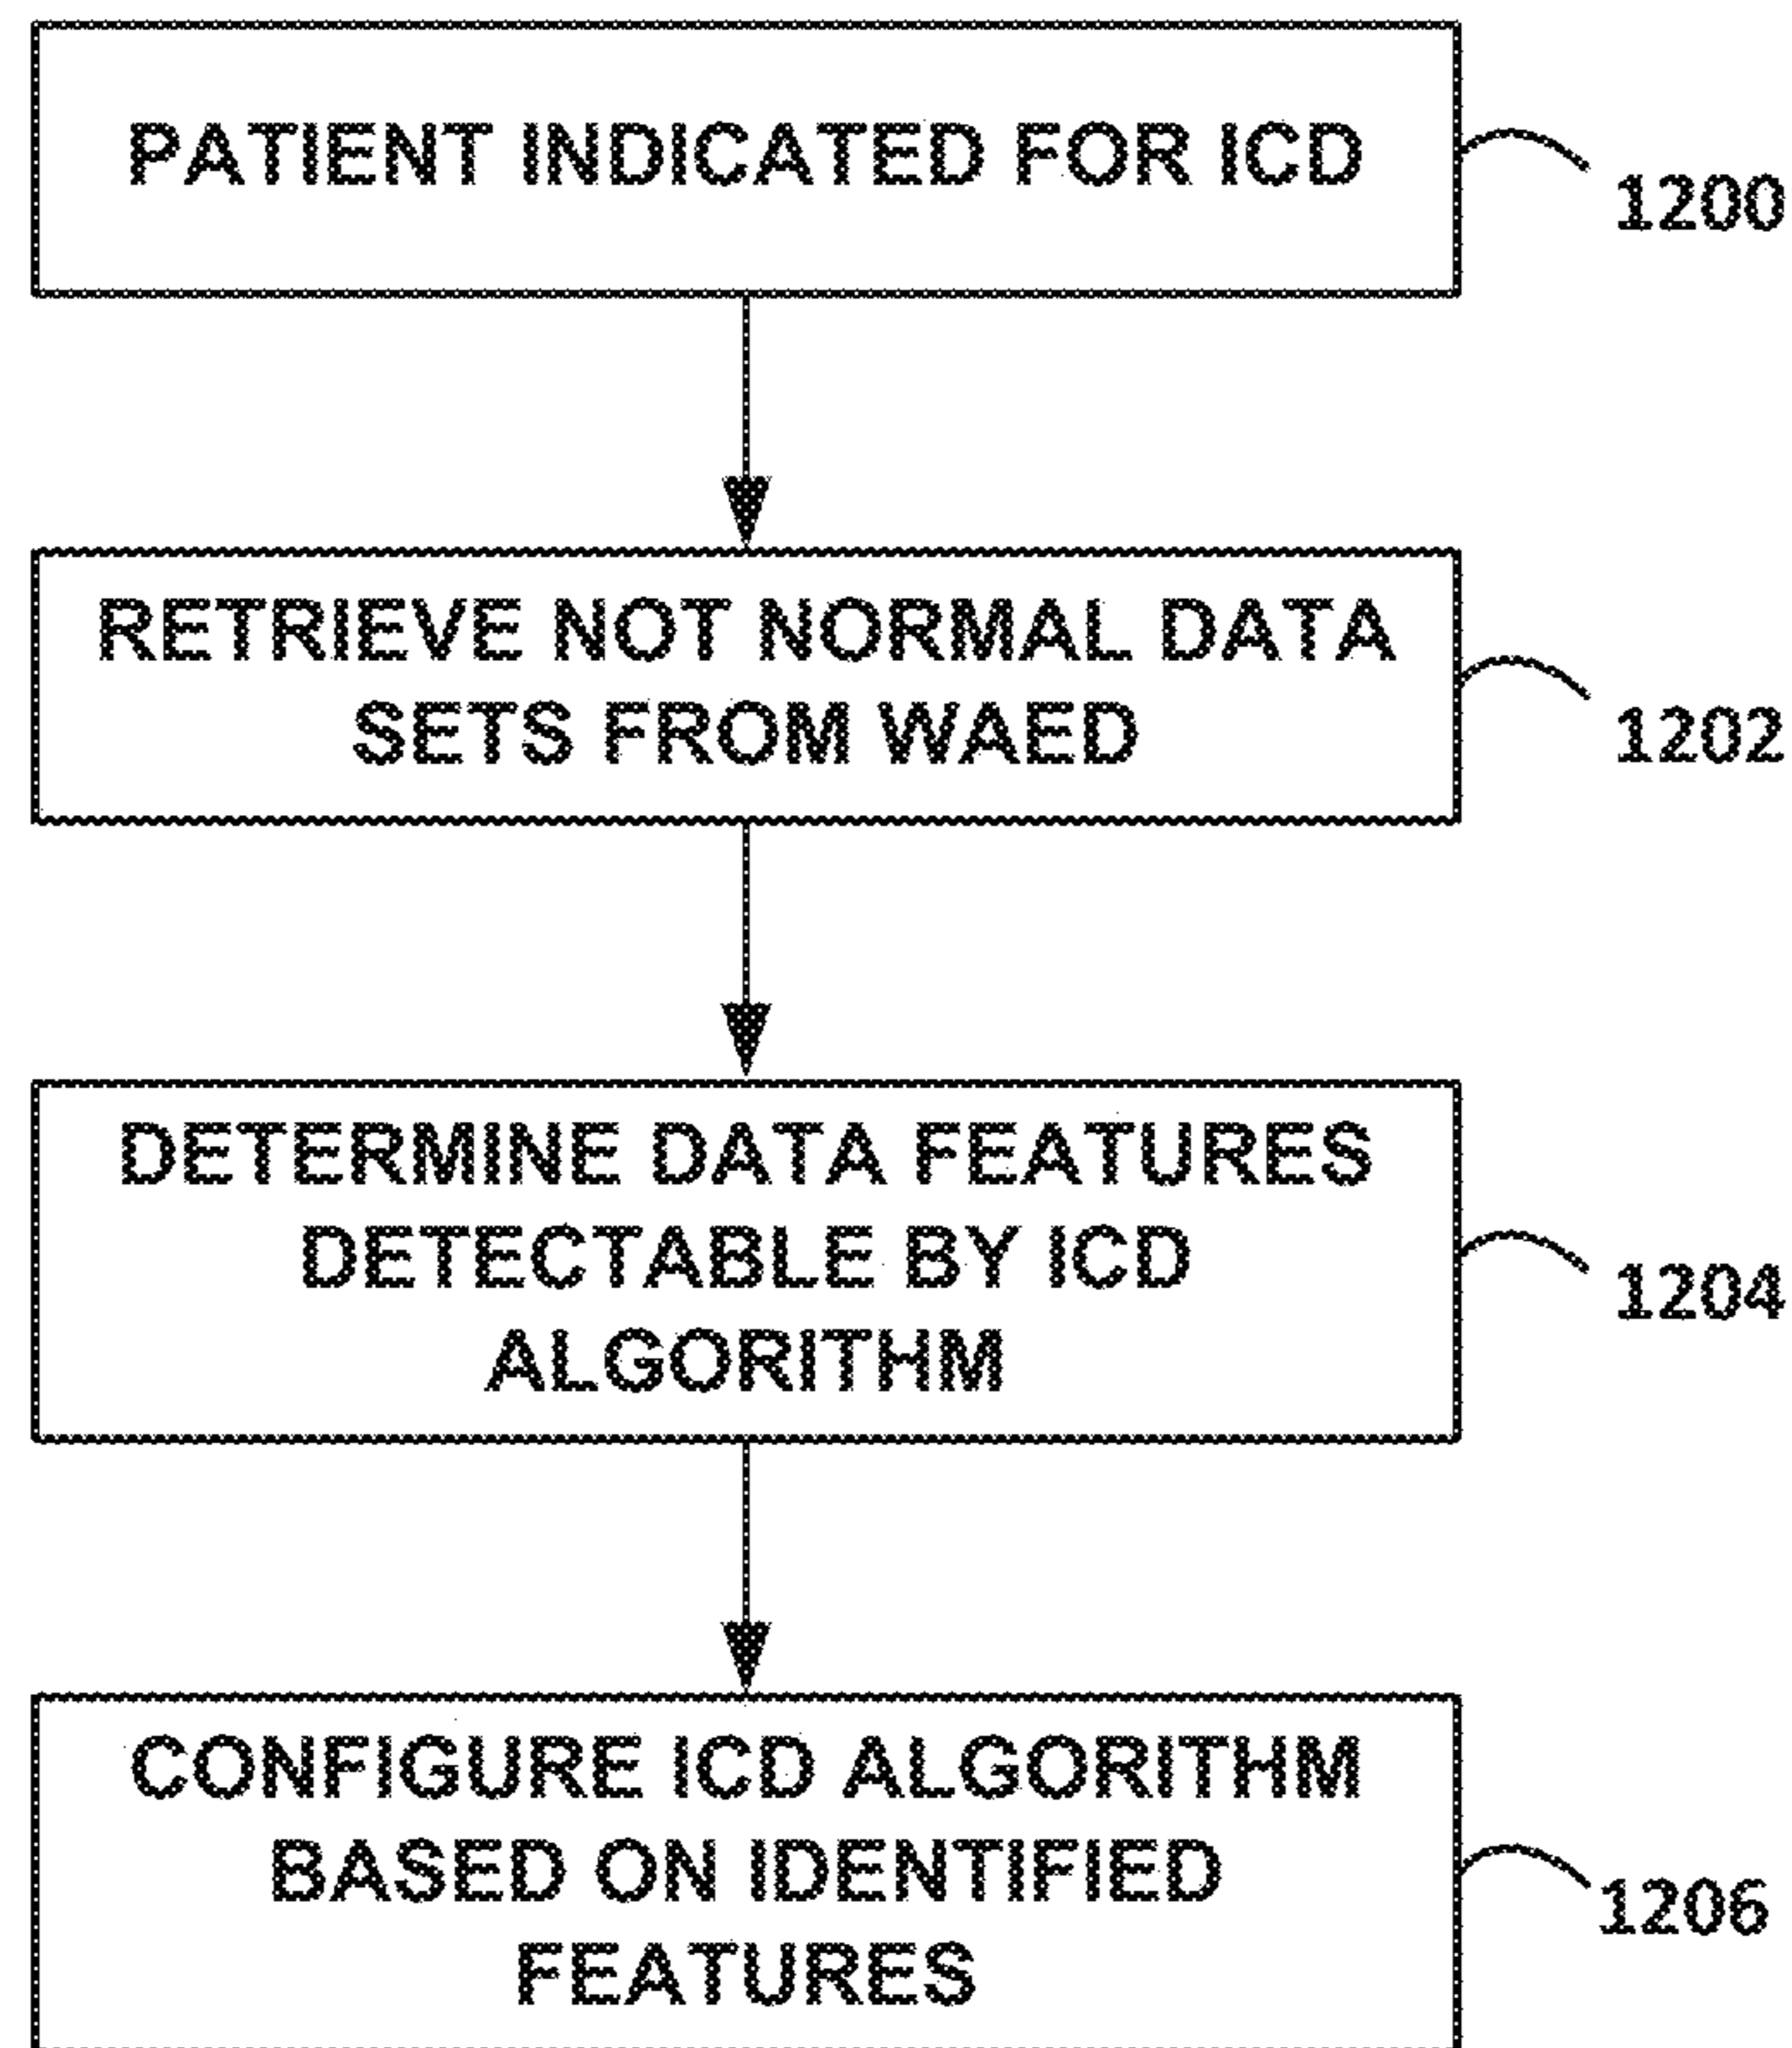 PATIENT INDICATED FOR ICD
1200
RETRIEVE NOT NORMAL DATA
SETS FROM WAED
1202
DETERMINE DATA FEATURES
DETECTABLE BY ICD
ALGORITHM
1204
CONFIGURE ICD ALGORITHM
BASED ON IDENTIFIED
FEATURES
1206